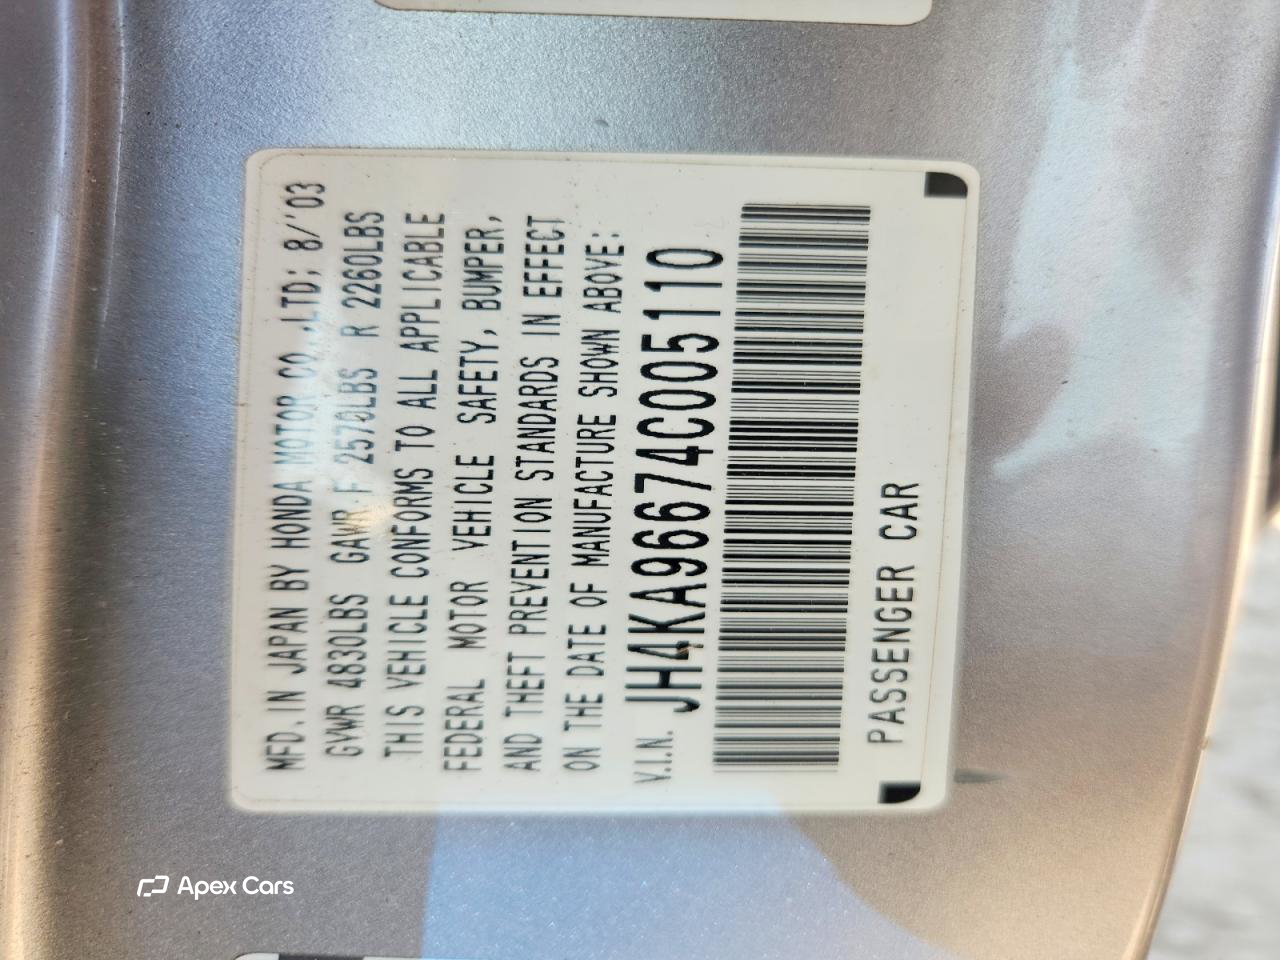 MFD. IN JAPAN BY HONDA MOTOR CO.,LTD; 8/'03
GVWR 4830LBS GAWR F 2570LBS R 2260LBS
THIS VEHICLE CONFORMS TO ALL APPLICABLE
FEDERAL MOTOR VEHICLE SAFETY, BUMPER,
AND THEFT PREVENTION STANDARDS IN EFFECT
ON THE DATE OF MANUFACTURE SHOWN ABOVE:
V.I.N. JH4KA96674C005110
PASSENGER CAR
Apex Cars